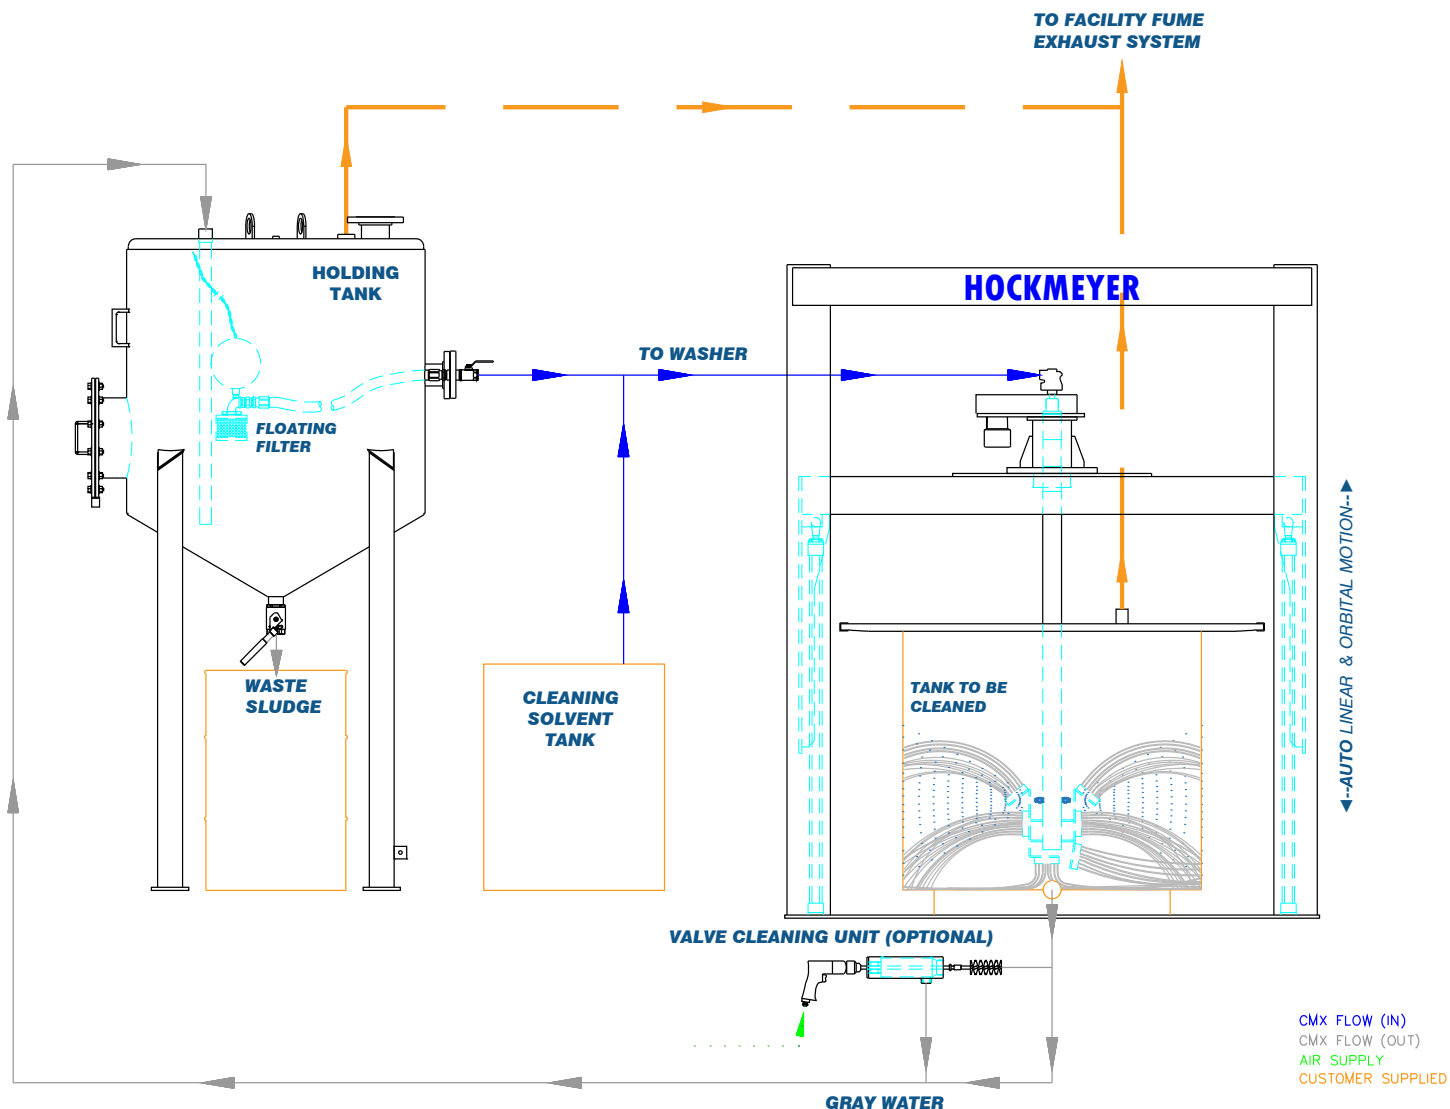 TO FACILITY FUME
EXHAUST SYSTEM
HOLDING
TANK
HOCKMEYER
TO WASHER
FLOATING
FILTER
◄--AUTO LINEAR & ORBITAL MOTION--►
WASTE
SLUDGE
CLEANING
SOLVENT
TANK
TANK TO BE
CLEANED
VALVE CLEANING UNIT (OPTIONAL)
CMX FLOW (IN)
CMX FLOW (OUT)
AIR SUPPLY
CUSTOMER SUPPLIED
GRAY WATER